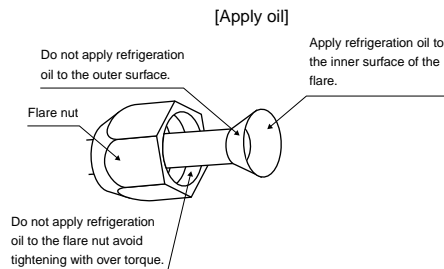 [Apply oil]
Do not apply refrigeration
oil to the outer surface.
Apply refrigeration oil to
the inner surface of the
flare.
Flare nut
Do not apply refrigeration
oil to the flare nut avoid
tightening with over torque.